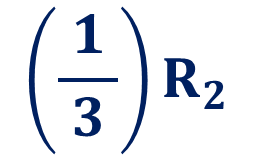 (1/3) R₂